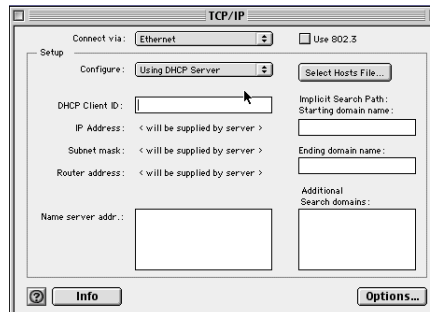 TCP/IP
Connect via: Ethernet
Use 802.3
Setup
Configure: Using DHCP Server
Select Hosts File...
DHCP Client ID:
Implicit Search Path:
Starting domain name:
IP Address: < will be supplied by server >
Subnet mask: < will be supplied by server >
Ending domain name:
Router address: < will be supplied by server >
Additional
Search domains:
Name server addr.:
?
Info
Options...